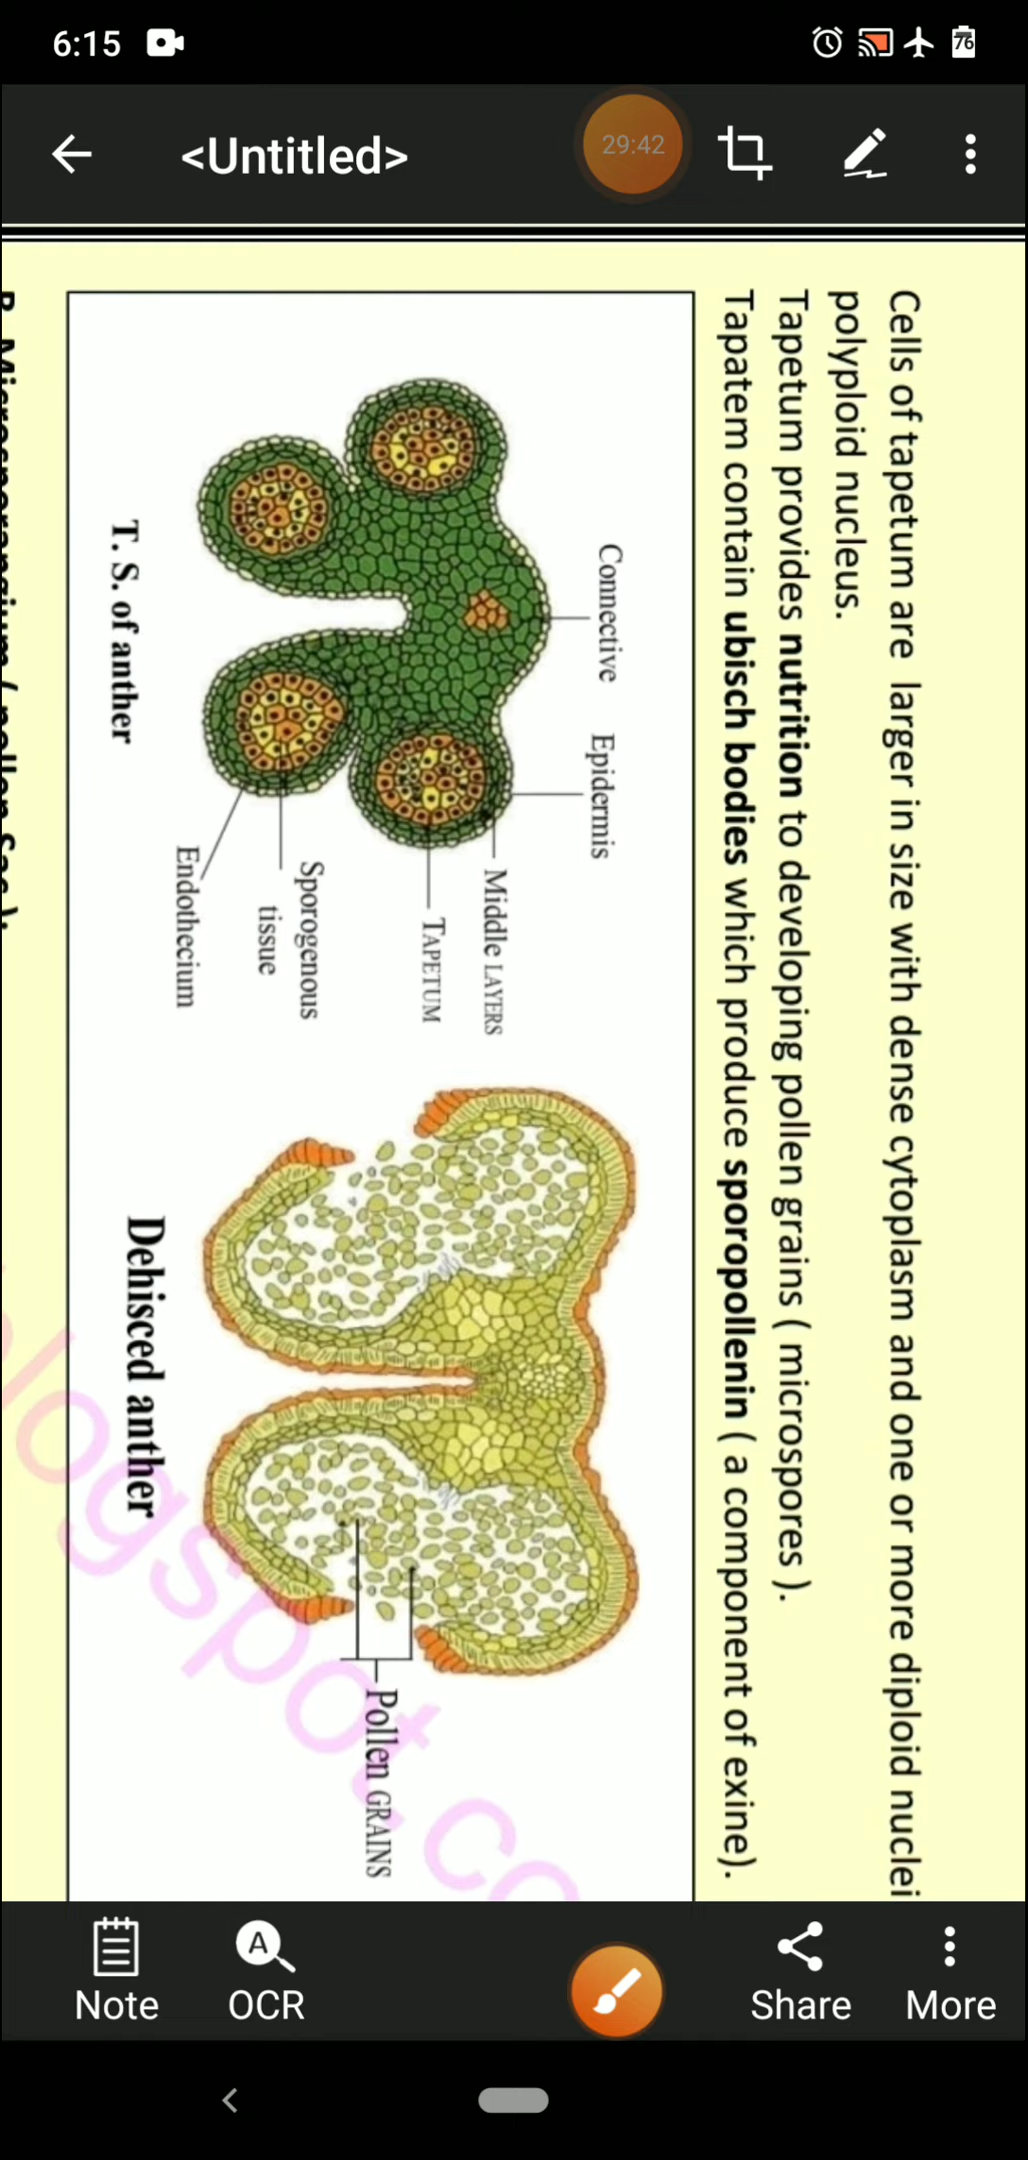 6:15
76
<Untitled>
29:42
Cells of tapetum are larger in size with dense cytoplasm and one or more diploid nuclei
polyploid nucleus.
Tapetum provides nutrition to developing pollen grains ( microspores ).
Tapatem contain ubisch bodies which produce sporopollenin ( a component of exine).
Connective
Epidermis
Middle LAYERS
TAPETUM
Sporogenous
tissue
Endothecium
T. S. of anther
Pollen GRAINS
Dehisced anther
logspot.co
Note
OCR
Share
More